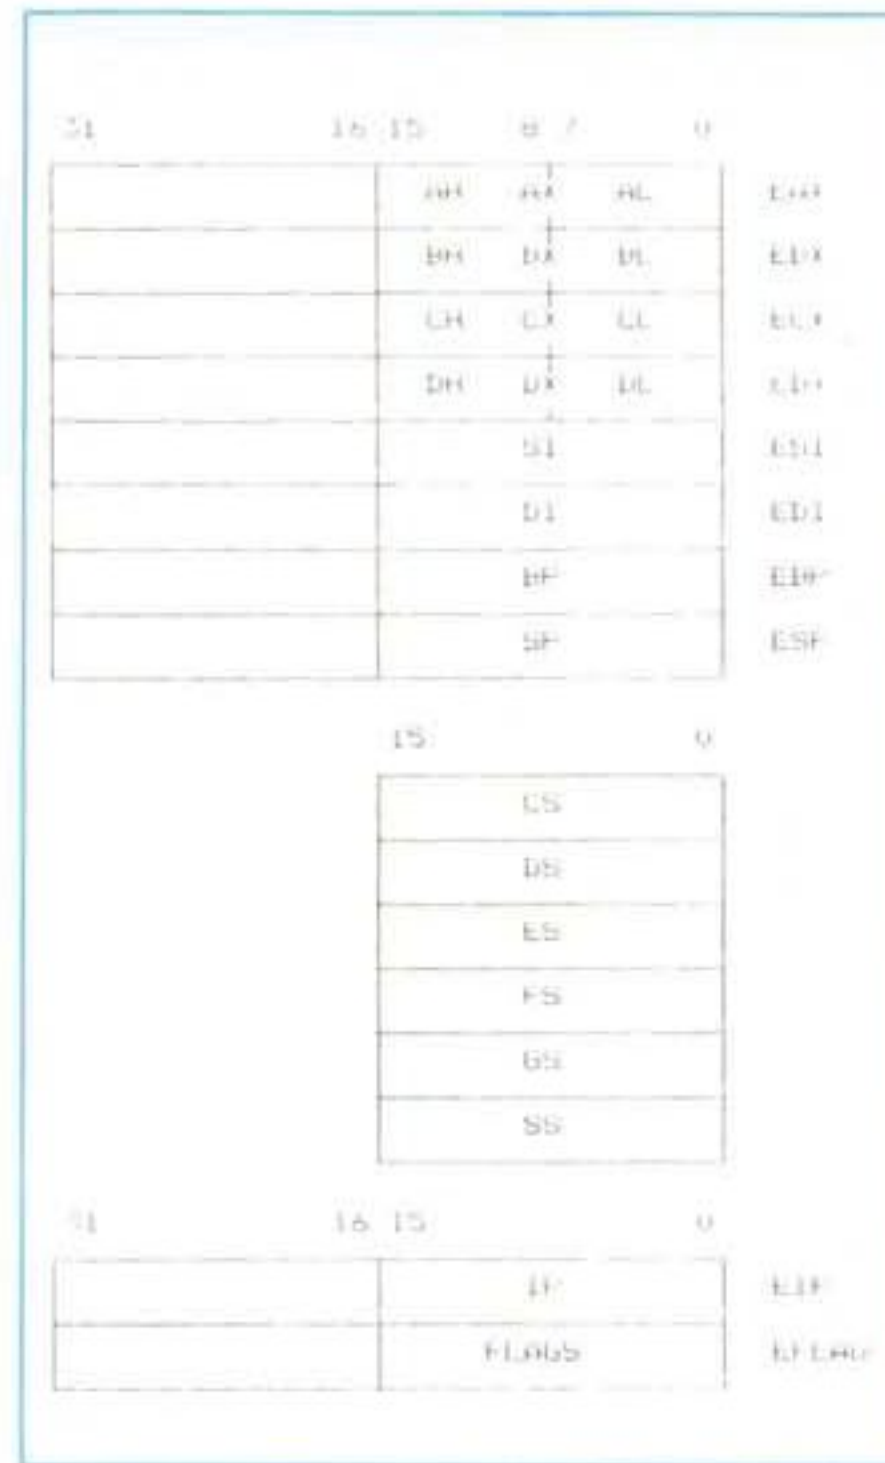 31 16 15 8 7 0
AH AX AL EAX
BH BX BL EBX
CH CX CL ECX
DH DX DL
SI ESI
DI EDI
BP EBP
SP ESP
15 0
CS
DS
ES
FS
GS
SS
31 16 15 0
IP EIP
FLAGS EFLAG